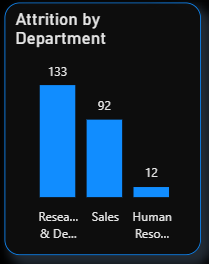 Attrition by
Department
133
92
12
Resea... Sales Human
& De... Reso...